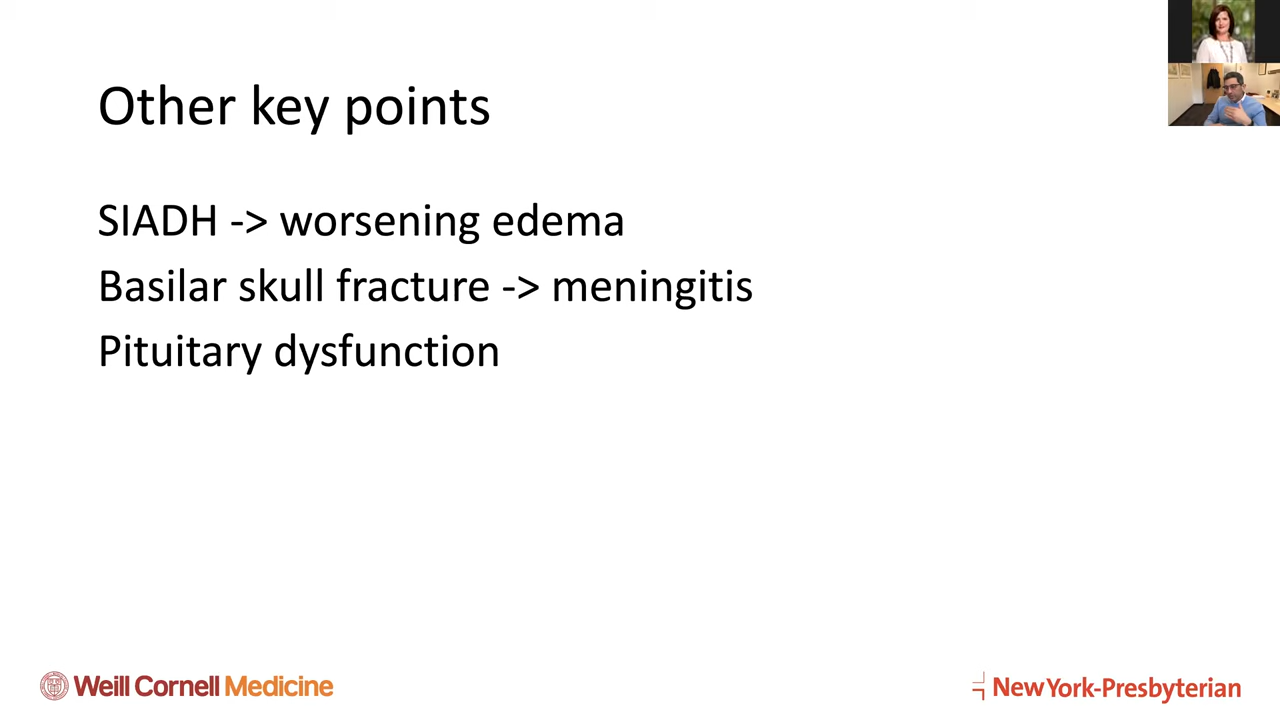 Other key points
SIADH -> worsening edema
Basilar skull fracture -> meningitis
Pituitary dysfunction
Weill Cornell Medicine
NewYork-Presbyterian